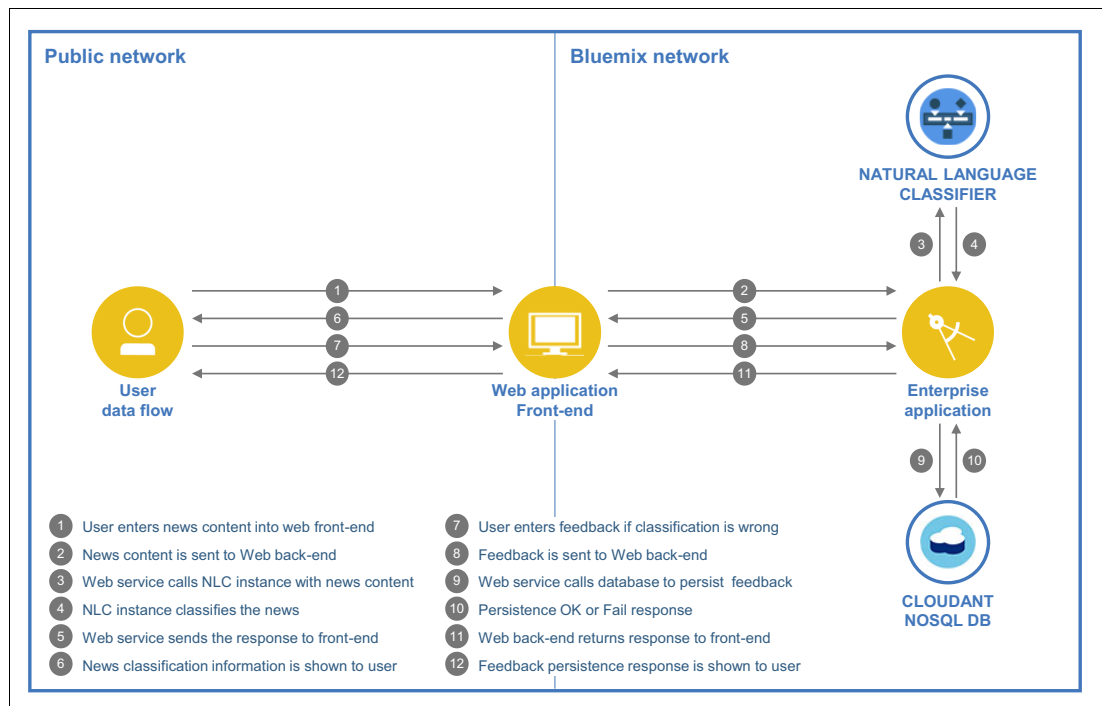 Public network
Bluemix network
NATURAL LANGUAGE
CLASSIFIER
3
4
1
2
6
5
7
8
12
11
User
data flow
Web application
Front-end
Enterprise
application
9
10
CLOUDANT
NOSQL DB
1 User enters news content into web front-end
2 News content is sent to Web back-end
3 Web service calls NLC instance with news content
4 NLC instance classifies the news
5 Web service sends the response to front-end
6 News classification information is shown to user
7 User enters feedback if classification is wrong
8 Feedback is sent to Web back-end
9 Web service calls database to persist feedback
10 Persistence OK or Fail response
11 Web back-end returns response to front-end
12 Feedback persistence response is shown to user